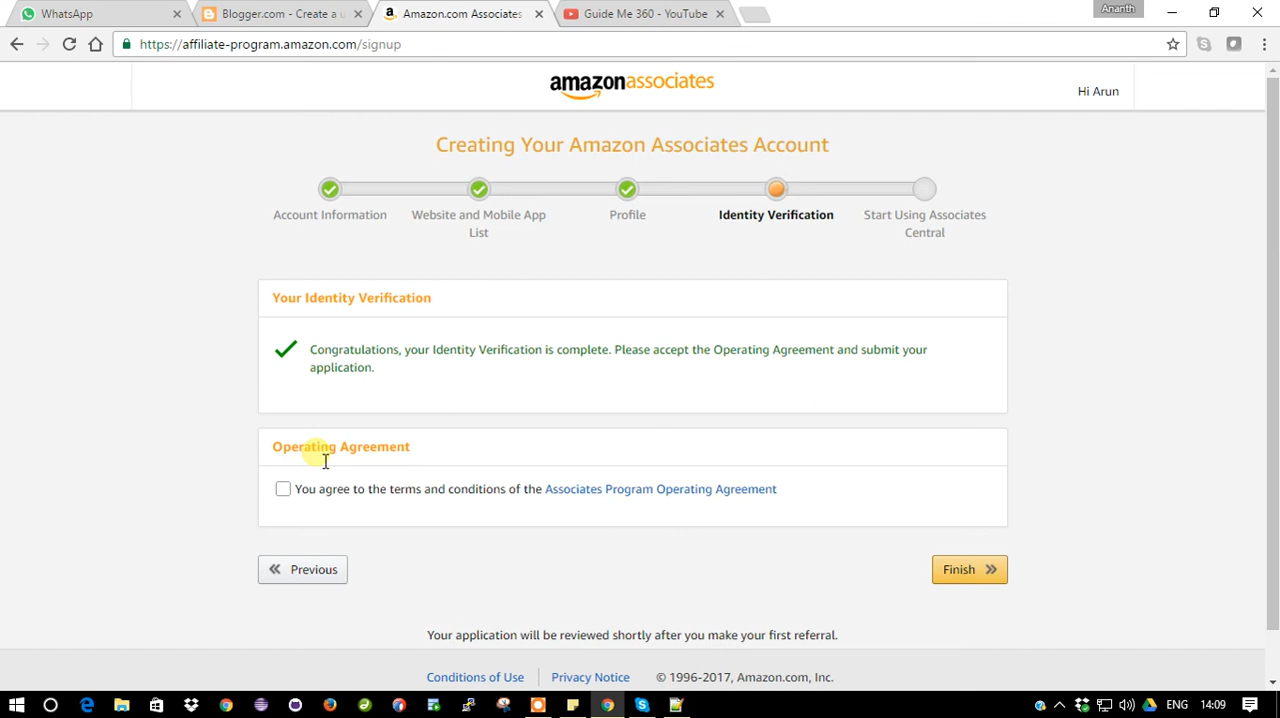 WhatsApp
Blogger.com - Create a u
Amazon.com Associates
Guide Me 360 - YouTube
Ananth
https://affiliate-program.amazon.com/signup
amazonassociates
Hi Arun
Creating Your Amazon Associates Account
Account Information
Website and Mobile App
List
Profile
Identity Verification
Start Using Associates
Central
Your Identity Verification
Congratulations, your Identity Verification is complete. Please accept the Operating Agreement and submit your
application.
Operating Agreement
You agree to the terms and conditions of the Associates Program Operating Agreement
Previous
Finish
Your application will be reviewed shortly after you make your first referral.
Conditions of Use
Privacy Notice
© 1996-2017, Amazon.com, Inc.
ENG
14:09